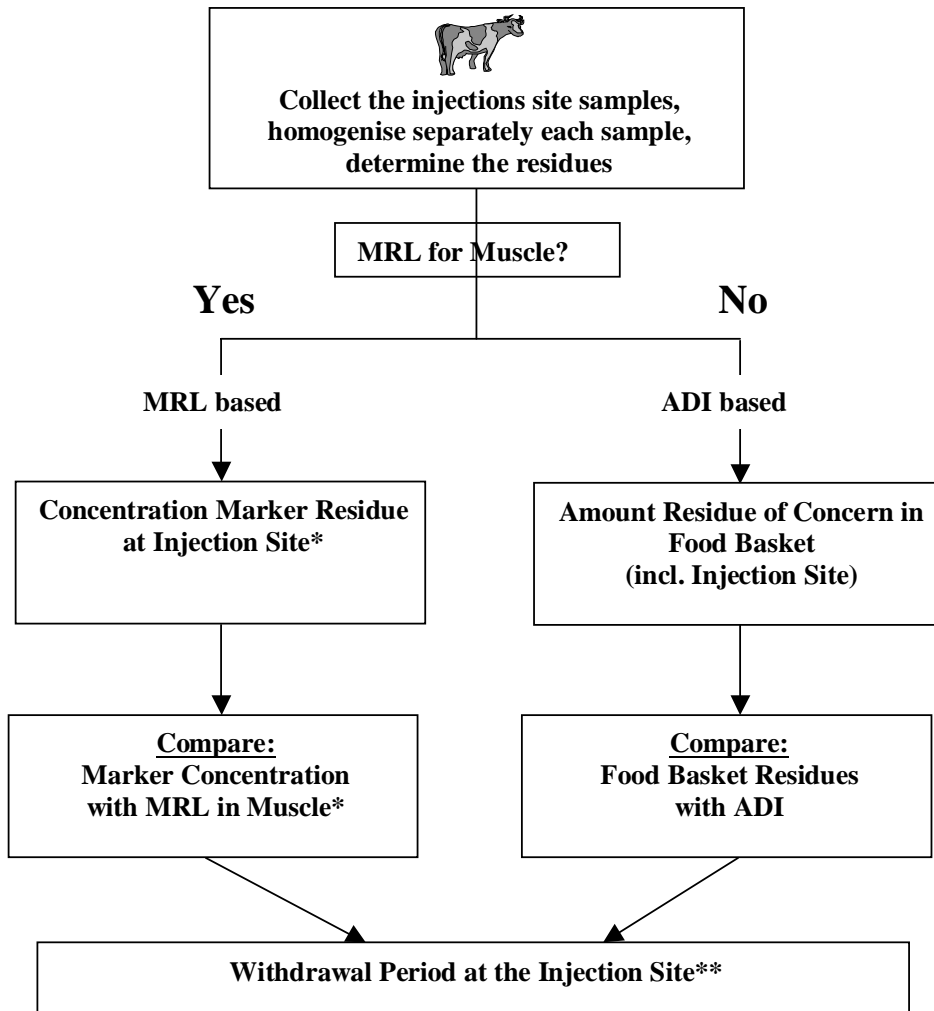 Collect the injections site samples,
homogenise separately each sample,
determine the residues
MRL for Muscle?
Yes
No
MRL based
ADI based
Concentration Marker Residue
at Injection Site*
Amount Residue of Concern in
Food Basket
(incl. Injection Site)
Compare:
Marker Concentration
with MRL in Muscle*
Compare:
Food Basket Residues
with ADI
Withdrawal Period at the Injection Site**